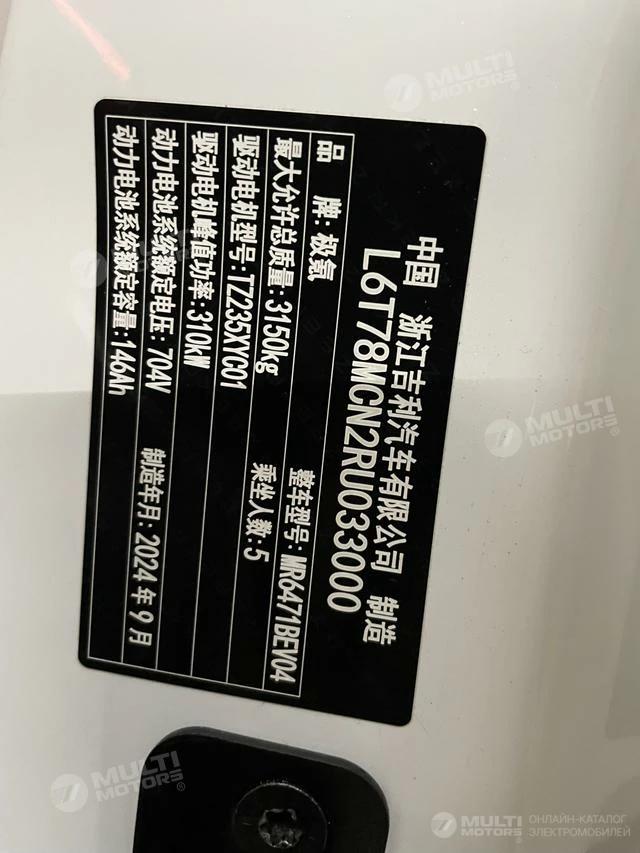 中国 浙江吉利汽车有限公司 制造
L6T78MCN2RU033000
品 牌:极氪 整车型号:MR6471BEV04
最大允许总质量:3150kg 乘坐人数:5
驱动电机型号:TZ235XYC01
驱动电机峰值功率:310kW
动力电池系统额定电压:704V 制造年月:2024年9月
动力电池系统额定容量:146Ah
MULTI MOTORS®
MULTI MOTORS®
MULTI MOTORS®
MULTI MOTORS®
MULTI MOTORS® ОНЛАЙН-КАТАЛОГ ЭЛЕКТРОМОБИЛЕЙ